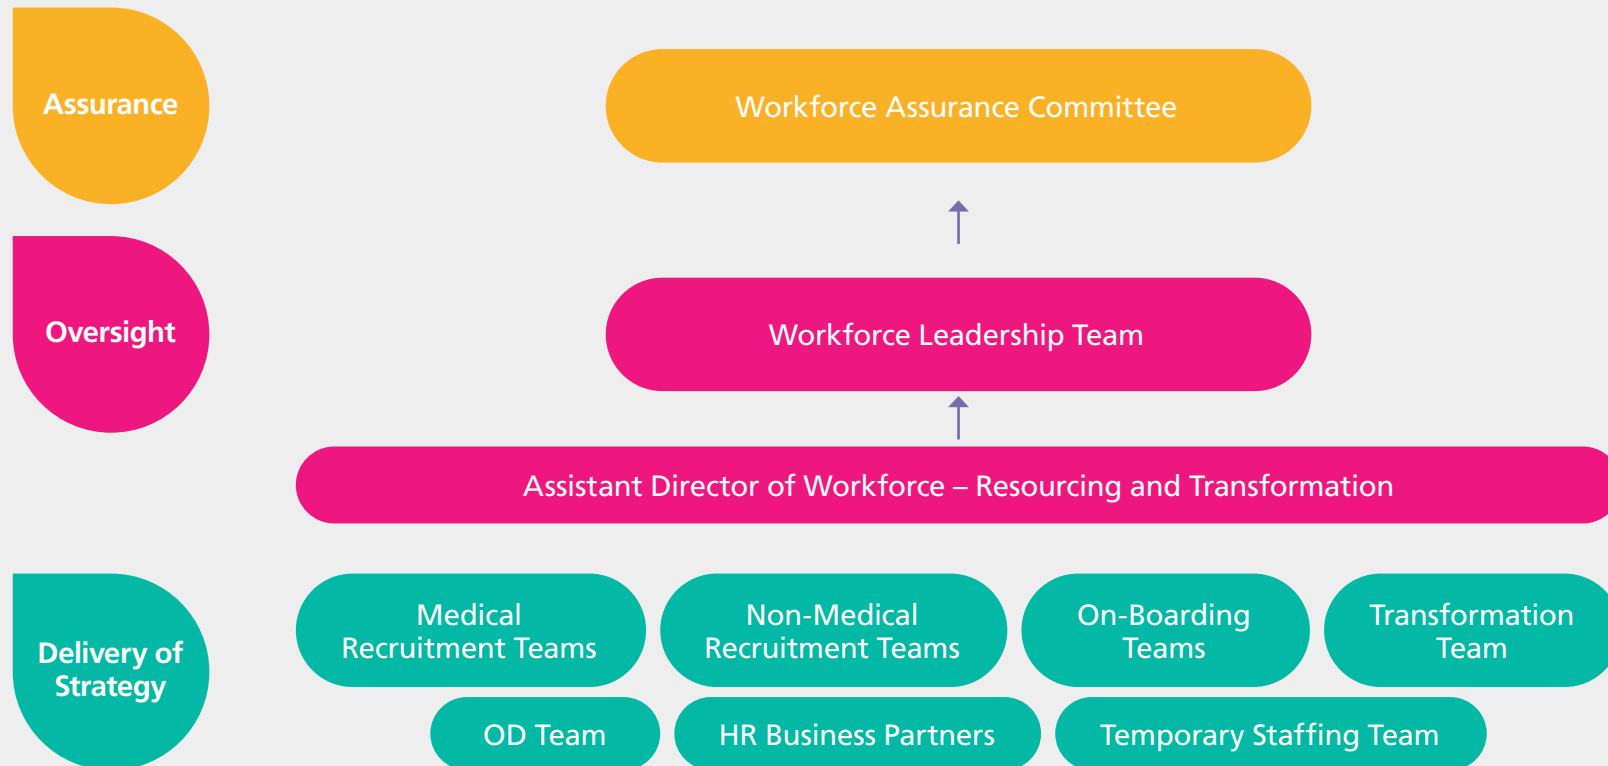 Assurance
Workforce Assurance Committee
Oversight
Workforce Leadership Team
Assistant Director of Workforce – Resourcing and Transformation
Delivery of
Strategy
Medical
Recruitment Teams
Non-Medical
Recruitment Teams
On-Boarding
Teams
Transformation
Team
OD Team
HR Business Partners
Temporary Staffing Team